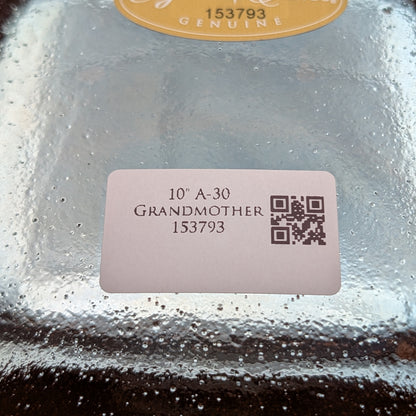 153793
GENUINE
10" A-30
GRANDMOTHER
153793